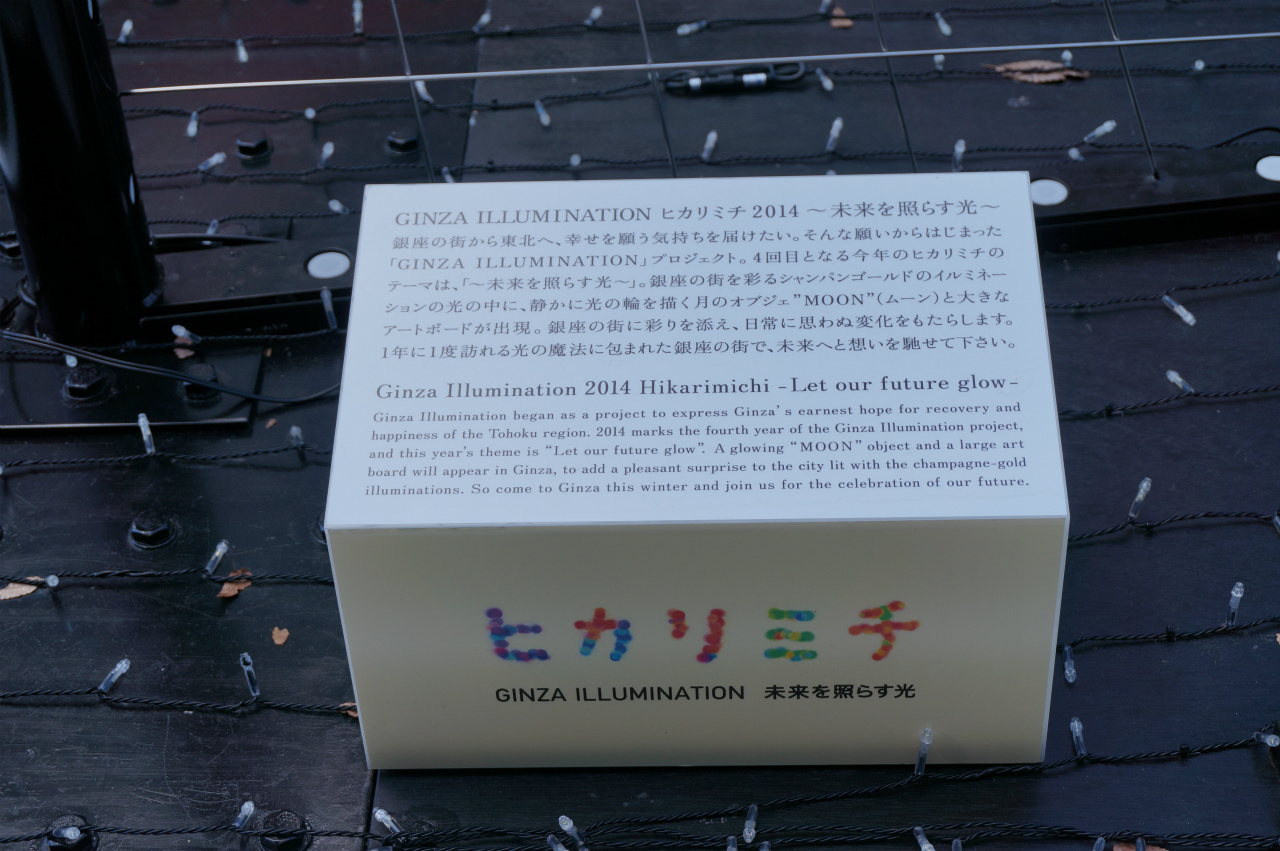 GINZA ILLUMINATION ヒカリミチ 2014 ～未来を照らす光～
銀座の街から東北へ、幸せを願う気持ちを届けたい。そんな願いからはじまった
「GINZA ILLUMINATION」プロジェクト。4回目となる今年のヒカリミチの
テーマは、「～未来を照らす光～」。銀座の街を彩るシャンパンゴールドのイルミネー
ションの光の中に、静かに光の輪を描く月のオブジェ”MOON”（ムーン）と大きな
アートボードが出現。銀座の街に彩りを添え、日常に思わぬ変化をもたらします。
1年に1度訪れる光の魔法に包まれた銀座の街で、未来へと想いを馳せて下さい。
Ginza Illumination 2014 Hikarimichi -Let our future glow-
Ginza Illumination began as a project to express Ginza’s earnest hope for recovery and
happiness of the Tohoku region. 2014 marks the fourth year of the Ginza Illumination project,
and this year’s theme is “Let our future glow”. A glowing “MOON” object and a large art
board will appear in Ginza, to add a pleasant surprise to the city lit with the champagne-gold
illuminations. So come to Ginza this winter and join us for the celebration of our future.
ヒカリミチ
GINZA ILLUMINATION 未来を照らす光